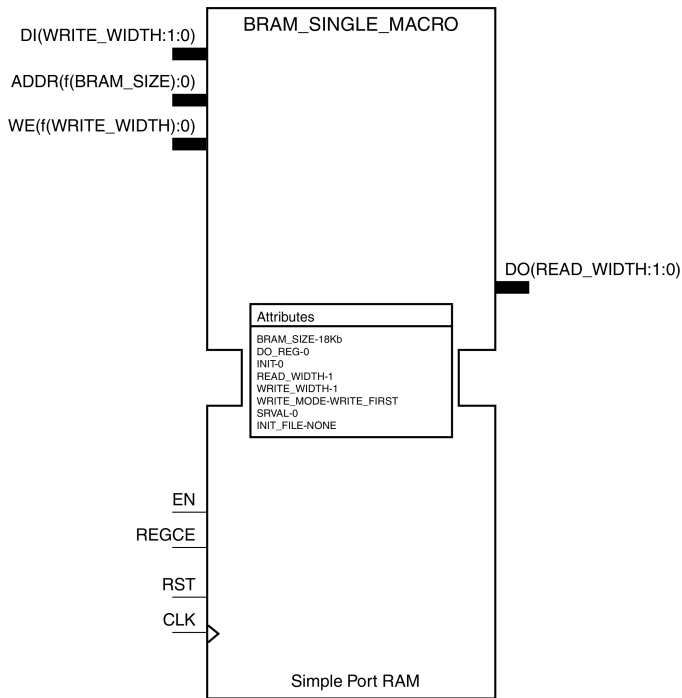 BRAM_SINGLE_MACRO
DI(WRITE_WIDTH:1:0)
ADDR(f(BRAM_SIZE):0)
WE(f(WRITE_WIDTH):0)
DO(READ_WIDTH:1:0)
Attributes
BRAM_SIZE-18Kb
DO_REG-0
INIT-0
READ_WIDTH-1
WRITE_WIDTH-1
WRITE_MODE-WRITE_FIRST
SRVAL-0
INIT_FILE-NONE
EN
REGCE
RST
CLK
Simple Port RAM